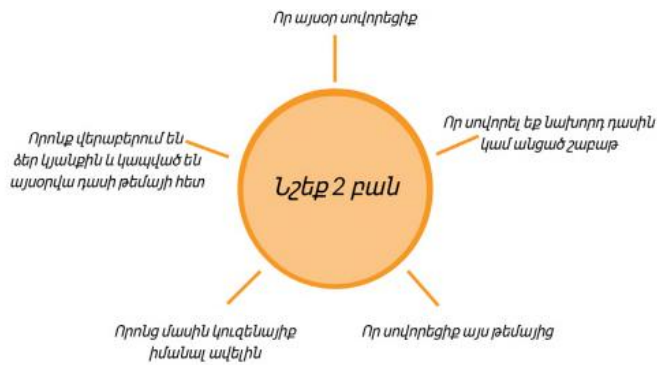 Որ այսօր սովորեցիք
Որ սովորել եք նախորդ դասին
կամ անցած շաբաթ
Որոնք վերաբերում են
ձեր կյանքին և կապված են
այսօրվա դասի թեմայի հետ
Նշեք 2 բան
Որոնց մասին կուզենայիք
իմանալ ավելին
Որ սովորեցիք այս թեմայից